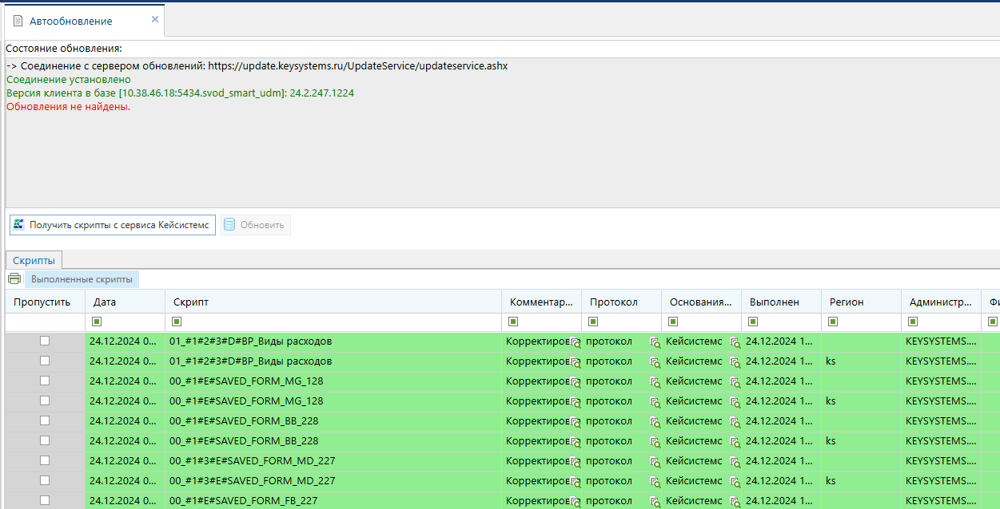 Автообновление
Состояние обновления:
-> Соединение с сервером обновлений: https://update.keysystems.ru/UpdateService/updateservice.ashx
Соединение установлено
Версия клиента в базе [10.38.46.18:5434.svod_smart_udm]: 24.2.247.1224
Обновления не найдены.
Получить скрипты с сервиса Кейсистемс Обновить
Скрипты
Выполненные скрипты
Пропустить Дата Скрипт Комментар... Протокол Основания... Выполнен Регион Администр... Фи
24.12.2024 0... 01_#1#2#3#D#BP_Виды расходов Корректиров протокол Кейсистемс 24.12.2024 1... KEYSYSTEMS....
24.12.2024 0... 01_#1#2#3#D#BP_Виды расходов Корректиров протокол Кейсистемс 24.12.2024 1... ks KEYSYSTEMS....
24.12.2024 0... 00_#1#E#SAVED_FORM_MG_128 Корректиров протокол Кейсистемс 24.12.2024 1... KEYSYSTEMS....
24.12.2024 0... 00_#1#E#SAVED_FORM_MG_128 Корректиров протокол Кейсистемс 24.12.2024 1... ks KEYSYSTEMS....
24.12.2024 0... 00_#1#E#SAVED_FORM_BB_228 Корректиров протокол Кейсистемс 24.12.2024 1... KEYSYSTEMS....
24.12.2024 0... 00_#1#E#SAVED_FORM_BB_228 Корректиров протокол Кейсистемс 24.12.2024 1... ks KEYSYSTEMS....
24.12.2024 0... 00_#1#3#E#SAVED_FORM_MD_227 Корректиров протокол Кейсистемс 24.12.2024 1... KEYSYSTEMS....
24.12.2024 0... 00_#1#3#E#SAVED_FORM_MD_227 Корректиров протокол Кейсистемс 24.12.2024 1... ks KEYSYSTEMS....
24.12.2024 0... 00_#1#E#SAVED_FORM_FB_227 Корректиров протокол Кейсистемс 24.12.2024 1... KEYSYSTEMS....